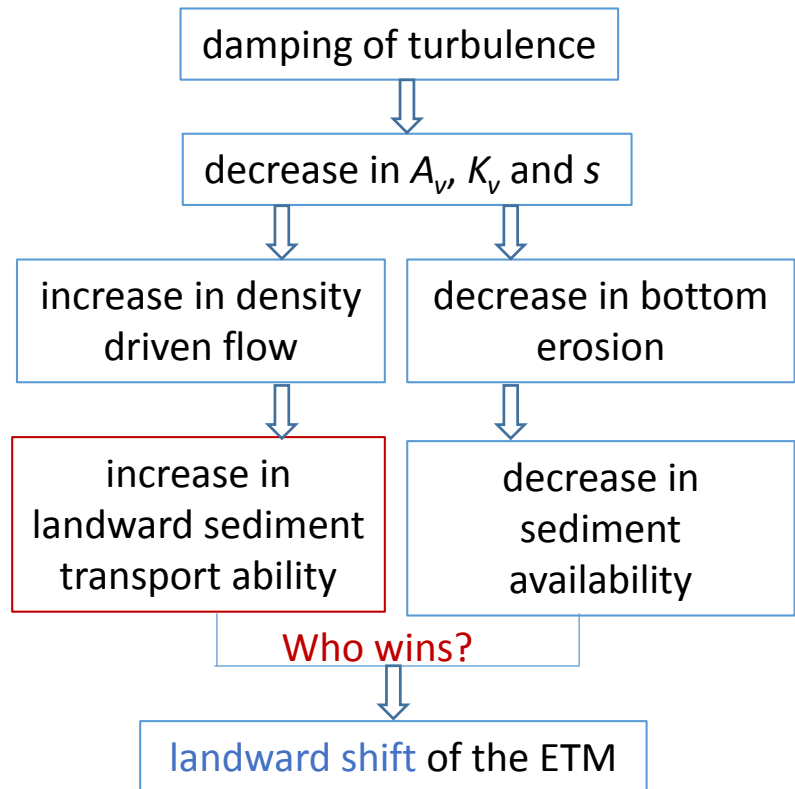 damping of turbulence
decrease in Av, Kv and s
increase in density
driven flow
decrease in bottom
erosion
increase in
landward sediment
transport ability
decrease in
sediment
availability
Who wins?
landward shift of the ETM